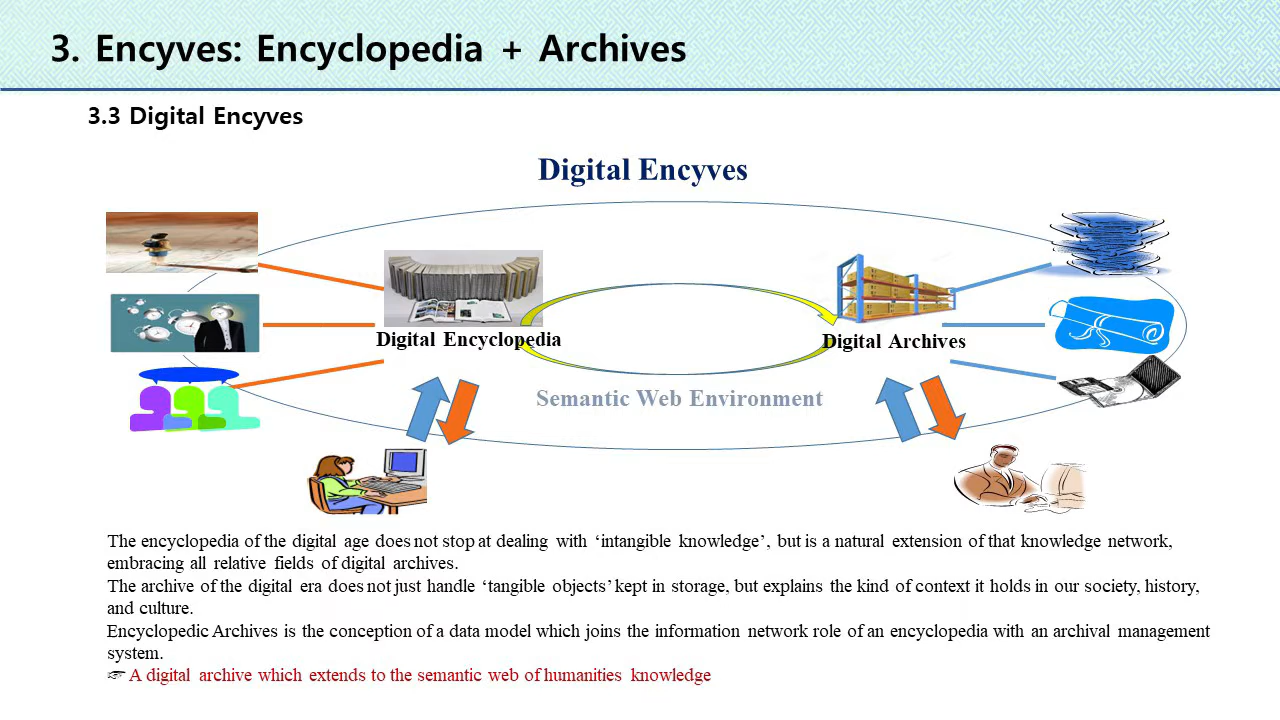 3. Encyves: Encyclopedia + Archives
3.3 Digital Encyves
Digital Encyves
Digital Encyclopedia
Digital Archives
Semantic Web Environment
The encyclopedia of the digital age does not stop at dealing with ‘intangible knowledge’, but is a natural extension of that knowledge network,
embracing all relative fields of digital archives.
The archive of the digital era does not just handle ‘tangible objects’ kept in storage, but explains the kind of context it holds in our society, history,
and culture.
Encyclopedic Archives is the conception of a data model which joins the information network role of an encyclopedia with an archival management
system.
☞ A digital archive which extends to the semantic web of humanities knowledge